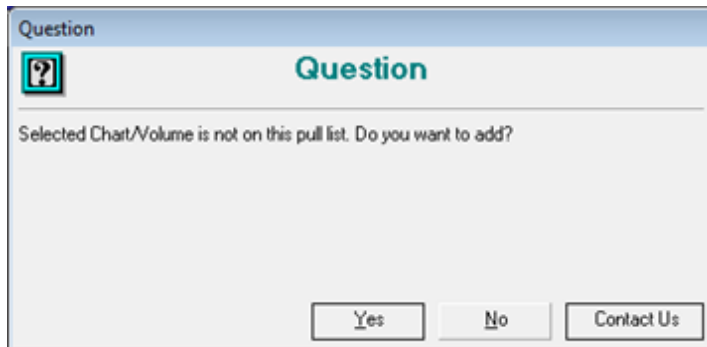 Question
Question
Selected Chart/Volume is not on this pull list. Do you want to add?
Yes No Contact Us